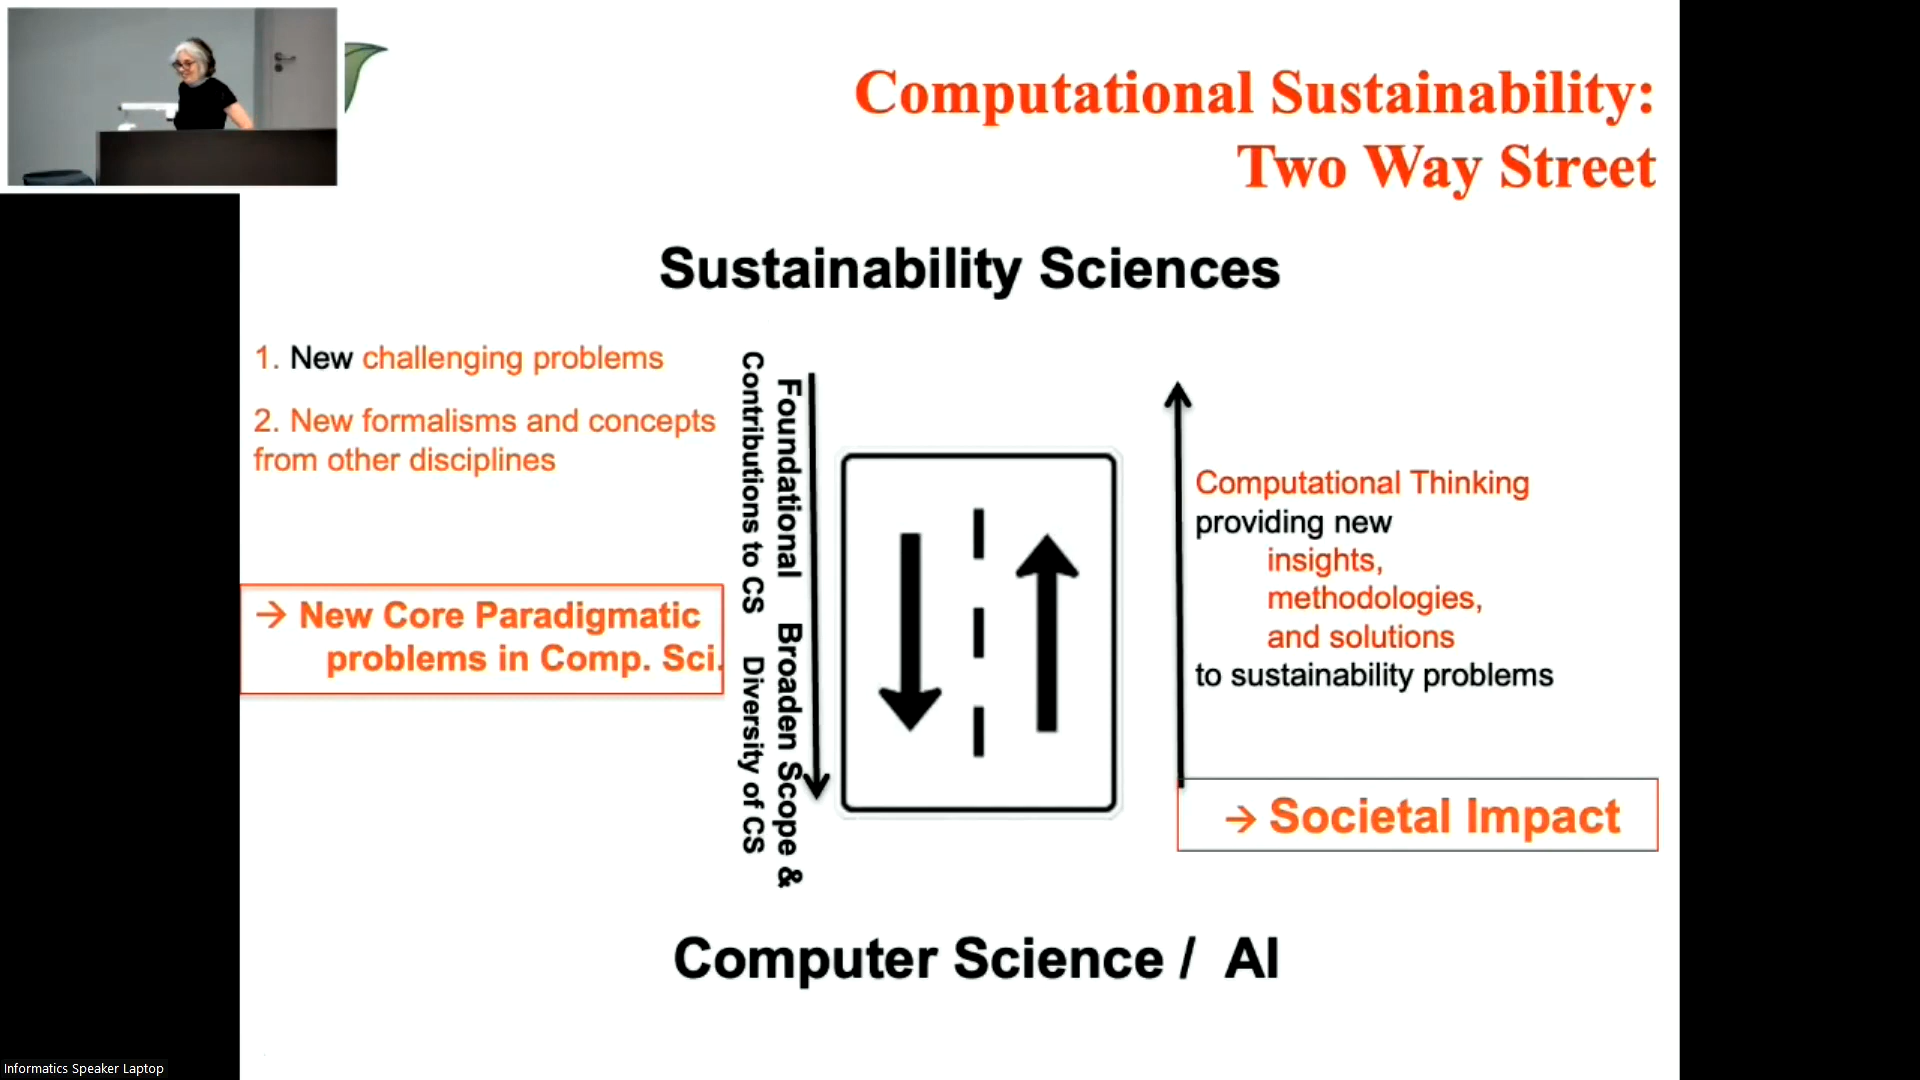 Computational Sustainability:
Two Way Street
Sustainability Sciences
1. New challenging problems
2. New formalisms and concepts
from other disciplines
→ New Core Paradigmatic
problems in Comp. Sci.
Foundational
Contributions to CS
Broaden Scope &
Diversity of CS
Computational Thinking
providing new
insights,
methodologies,
and solutions
to sustainability problems
→ Societal Impact
Computer Science / AI
Informatics Speaker Laptop